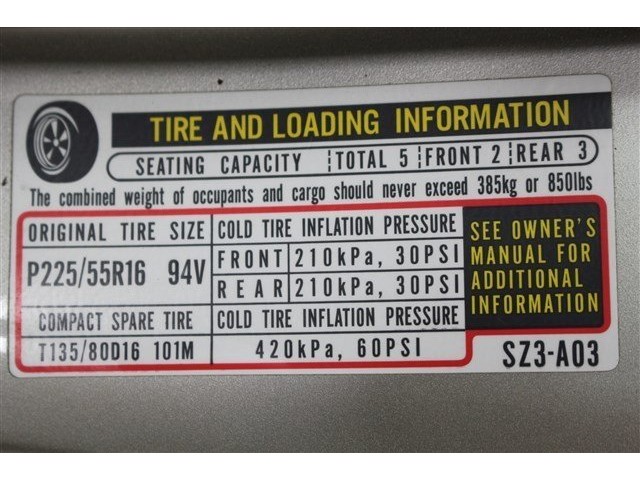 TIRE AND LOADING INFORMATION
SEATING CAPACITY TOTAL 5 FRONT 2 REAR 3
The combined weight of occupants and cargo should never exceed 385kg or 850lbs
ORIGINAL TIRE SIZE COLD TIRE INFLATION PRESSURE
P225/55R16 94V
FRONT 210kPa, 30PSI
REAR 210kPa, 30PSI
SEE OWNER'S
MANUAL FOR
ADDITIONAL
INFORMATION
COMPACT SPARE TIRE COLD TIRE INFLATION PRESSURE
T135/80D16 101M 420kPa, 60PSI
SZ3-A03